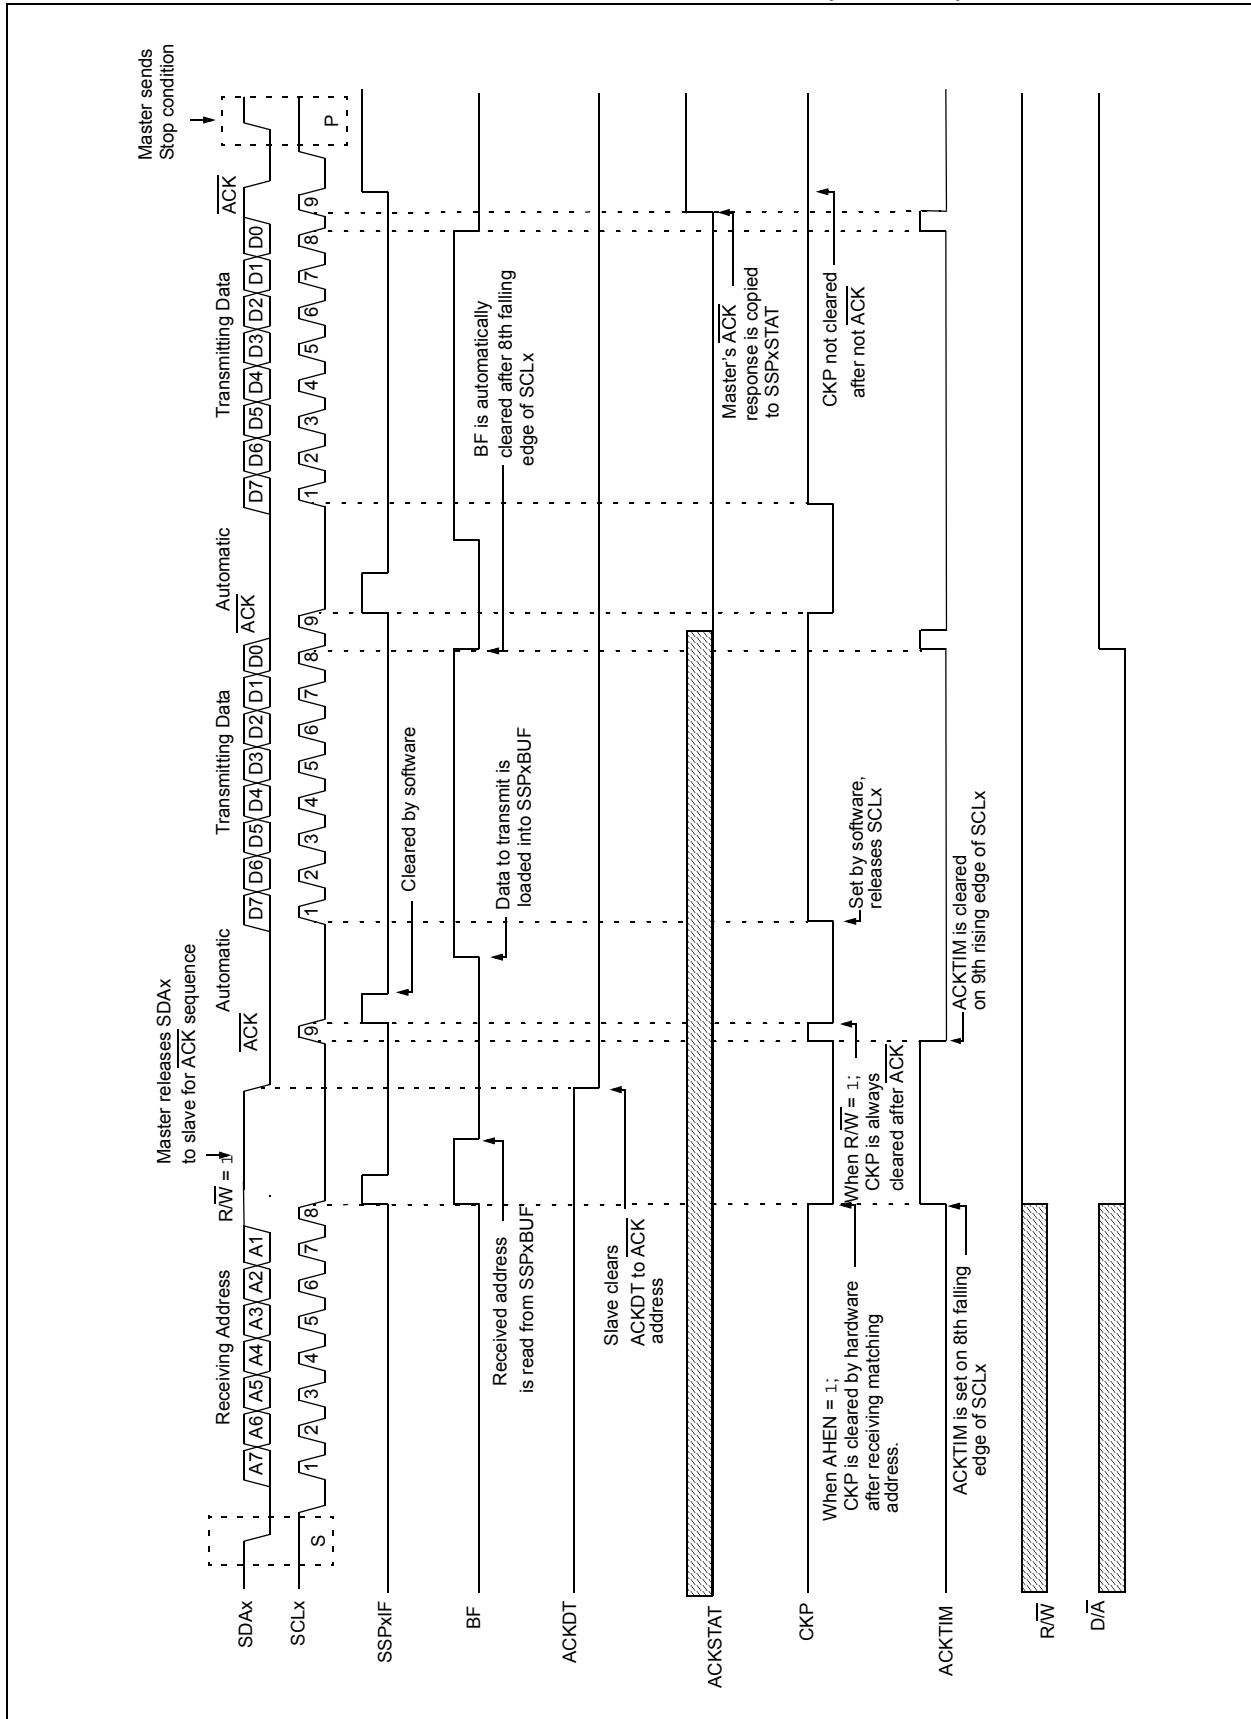 Master sends
Stop condition
Master releases SDAx
to slave for ACK sequence
Receiving Address
R/W = 1
Automatic
ACK
Transmitting Data
Automatic
ACK
Transmitting Data
ACK
SDAx
A7 A6 A5 A4 A3 A2 A1
D7 D6 D5 D4 D3 D2 D1 D0
D7 D6 D5 D4 D3 D2 D1 D0
SCLx
S
1 2 3 4 5 6 7 8 9
1 2 3 4 5 6 7 8 9
1 2 3 4 5 6 7 8 9
P
SSPxIF
Cleared by software
BF
Received address
is read from SSPxBUF
Data to transmit is
loaded into SSPxBUF
BF is automatically
cleared after 8th falling
edge of SCLx
ACKDT
Slave clears
ACKDT to ACK
address
ACKSTAT
Master's ACK
response is copied
to SSPxSTAT
CKP
When AHEN = 1;
CKP is cleared by hardware
after receiving matching
address.
When R/W = 1;
CKP is always
cleared after ACK
Set by software,
releases SCLx
CKP not cleared
after not ACK
ACKTIM
ACKTIM is set on 8th falling
edge of SCLx
ACKTIM is cleared
on 9th rising edge of SCLx
R/W
D/A